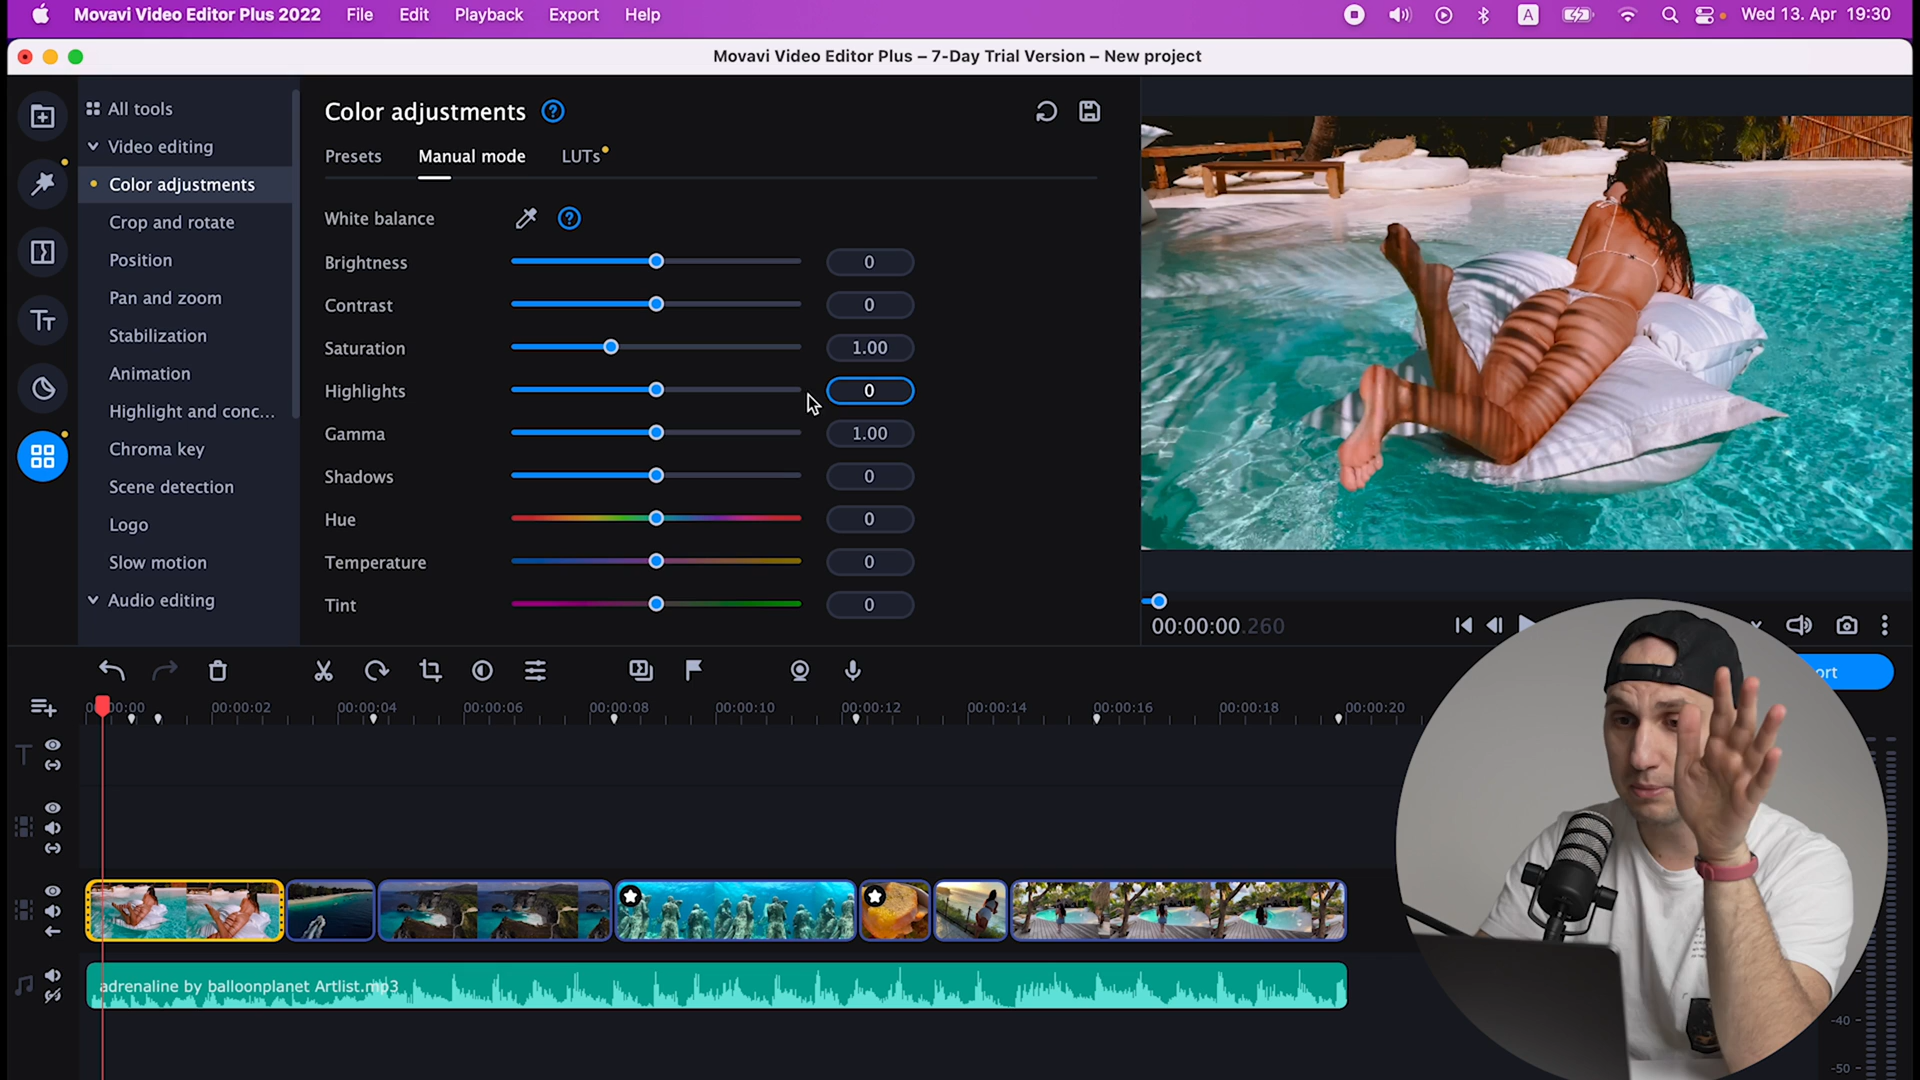 Movavi Video Editor Plus 2022 File Edit Playback Export Help A Wed 13. Apr 19:30
Movavi Video Editor Plus – 7-Day Trial Version – New project
All tools
Video editing
Color adjustments
Crop and rotate
Position
Pan and zoom
Stabilization
Animation
Highlight and conc...
Chroma key
Scene detection
Logo
Slow motion
Audio editing
Color adjustments ?
Presets Manual mode LUTs
White balance ?
Brightness 0
Contrast 0
Saturation 1.00
Highlights 0
Gamma 1.00
Shadows 0
Hue 0
Temperature 0
Tint 0
00:00:00.260
ort
00:00:02 00:00:04 00:00:06 00:00:08 00:00:10 00:00:12 00:00:14 00:00:16 00:00:18 00:00:20
adrenaline by balloonplanet Artlist.mp3
-40
-50